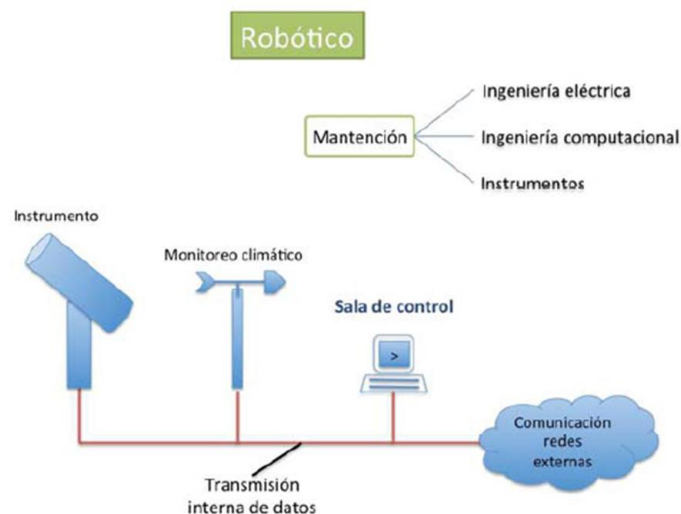 Robótico
Ingeniería eléctrica
Mantención
Ingeniería computacional
Instrumentos
Instrumento
Monitoreo climático
Sala de control
>
Comunicación
redes
externas
Transmisión
interna de datos